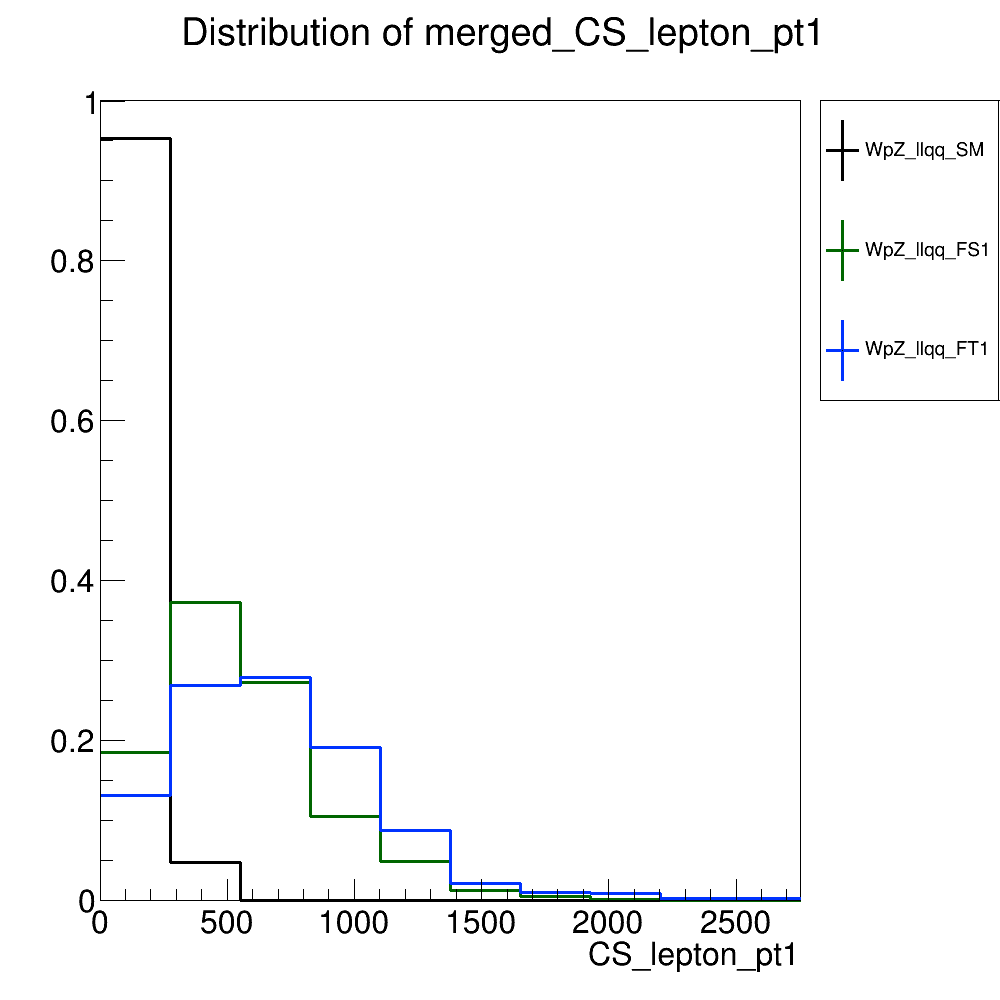 Distribution of merged_CS_lepton_pt1
1
0.8
0.6
0.4
0.2
0
0 500 1000 1500 2000 2500
CS_lepton_pt1
WpZ_llqq_SM
WpZ_llqq_FS1
WpZ_llqq_FT1